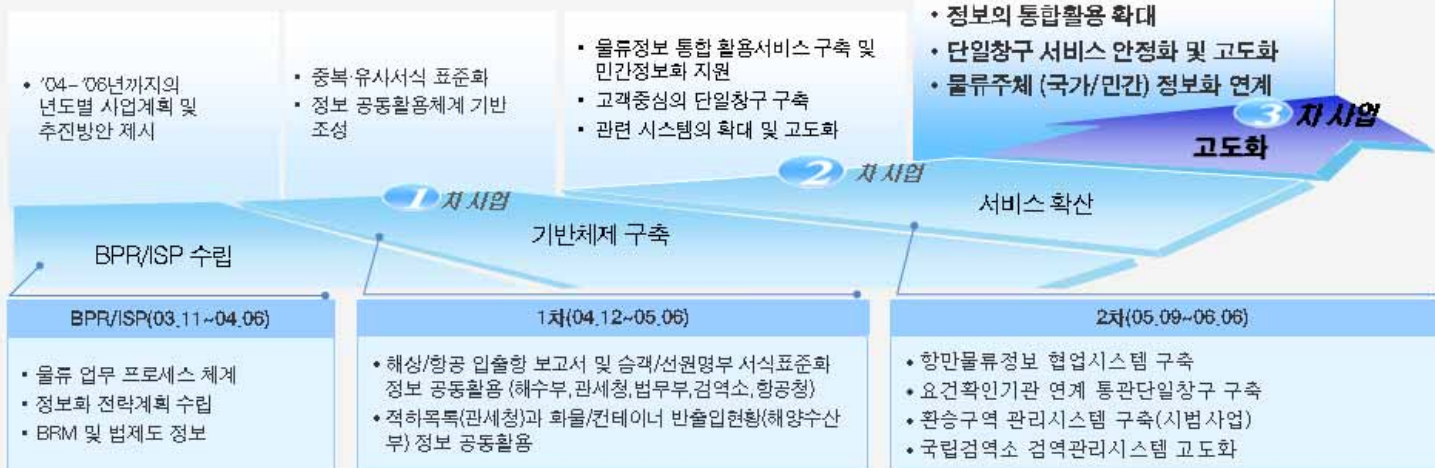 • '04–'06년까지의
년도별 사업계획 및
추진방안 제시
• 중복·유사서식 표준화
• 정보 공동활용체계 기반
조성
• 물류정보 통합 활용서비스 구축 및
민간정보화 지원
• 고객중심의 단일창구 구축
• 관련 시스템의 확대 및 고도화
• 정보의 통합활용 확대
• 단일창구 서비스 안정화 및 고도화
• 물류주체 (국가/민간) 정보화 연계
BPR/ISP 수립
1 차 사업
기반체제 구축
2 차 사업
서비스 확산
3 차 사업
고도화
BPR/ISP(03.11~04.06)
• 물류 업무 프로세스 체계
• 정보화 전략계획 수립
• BRM 및 법제도 정보
1차(04.12~05.06)
• 해상/항공 입출항 보고서 및 승객/선원명부 서식표준화
정보 공동활용 (해수부,관세청,법무부,검역소,항공청)
• 적하목록(관세청)과 화물/컨테이너 반출입현황(해양수산
부) 정보 공동활용
2차(05.09~06.06)
• 항만물류정보 협업시스템 구축
• 요건확인기관 연계 통관단일창구 구축
• 환승구역 관리시스템 구축(시범사업)
• 국립검역소 검역관리시스템 고도화